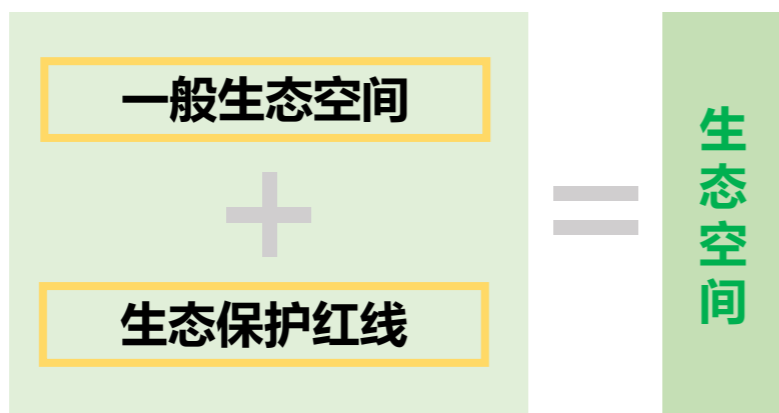 一般生态空间
+
生态保护红线
=
生态空间